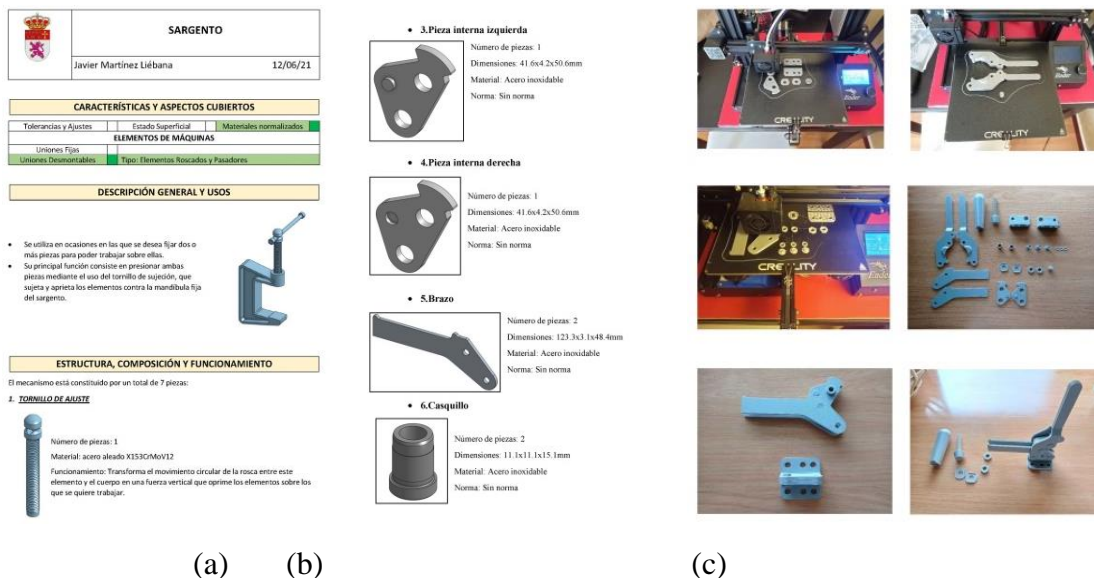 SARGENTO
Javier Martínez Liébana 12/06/21
CARACTERÍSTICAS Y ASPECTOS CUBIERTOS
Tolerancias y Ajustes Estado Superficial Materiales normalizados
ELEMENTOS DE MÁQUINAS
Uniones Fijas
Uniones Desmontables Tipo: Elementos Roscados y Pasadores
DESCRIPCIÓN GENERAL Y USOS
• Se utiliza en ocasiones en las que se desea fijar dos o
más piezas para poder trabajar sobre ellas.
• Su principal función consiste en presionar ambas
piezas mediante el uso del tornillo de sujeción, que
sujeta y aprieta los elementos contra la mandíbula fija
del sargento.
ESTRUCTURA, COMPOSICIÓN Y FUNCIONAMIENTO
El mecanismo está constituido por un total de 7 piezas:
1. TORNILLO DE AJUSTE
Número de piezas: 1
Material: acero aleado X153CrMoV12
Funcionamiento: Transforma el movimiento circular de la rosca entre este
elemento y el cuerpo en una fuerza vertical que oprime los elementos sobre los
que se quiere trabajar.
• 3.Pieza interna izquierda
Número de piezas: 1
Dimensiones: 41.6x4.2x50.6mm
Material: Acero inoxidable
Norma: Sin norma
• 4.Pieza interna derecha
Número de piezas: 1
Dimensiones: 41.6x4.2x50.6mm
Material: Acero inoxidable
Norma: Sin norma
• 5.Brazo
Número de piezas: 2
Dimensiones: 123.3x3.1x48.4mm
Material: Acero inoxidable
Norma: Sin norma
• 6.Casquillo
Número de piezas: 2
Dimensiones: 11.1x11.1x15.1mm
Material: Acero inoxidable
Norma: Sin norma
CREALITY
Ender
CREALITY
Ender
CREALITY
Ender
(a) (b) (c)